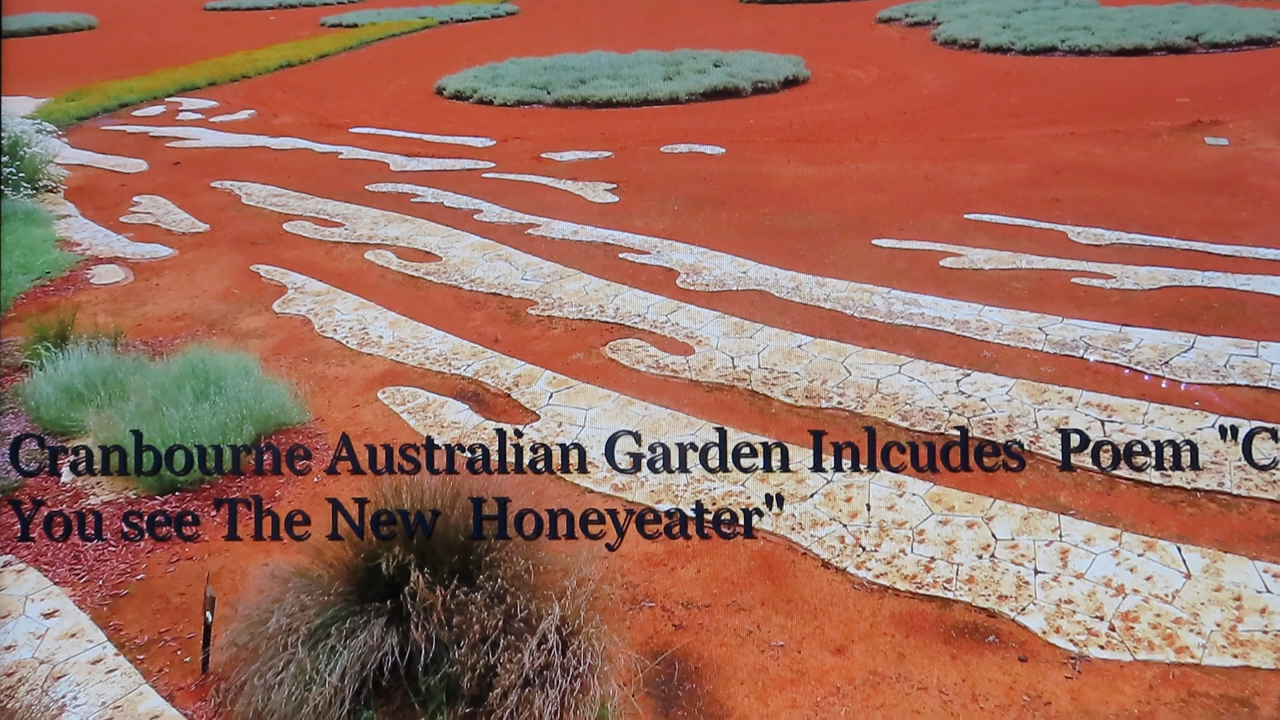 Cranbourne Australian Garden Inlcudes Poem "C
You see The New Honeyeater"